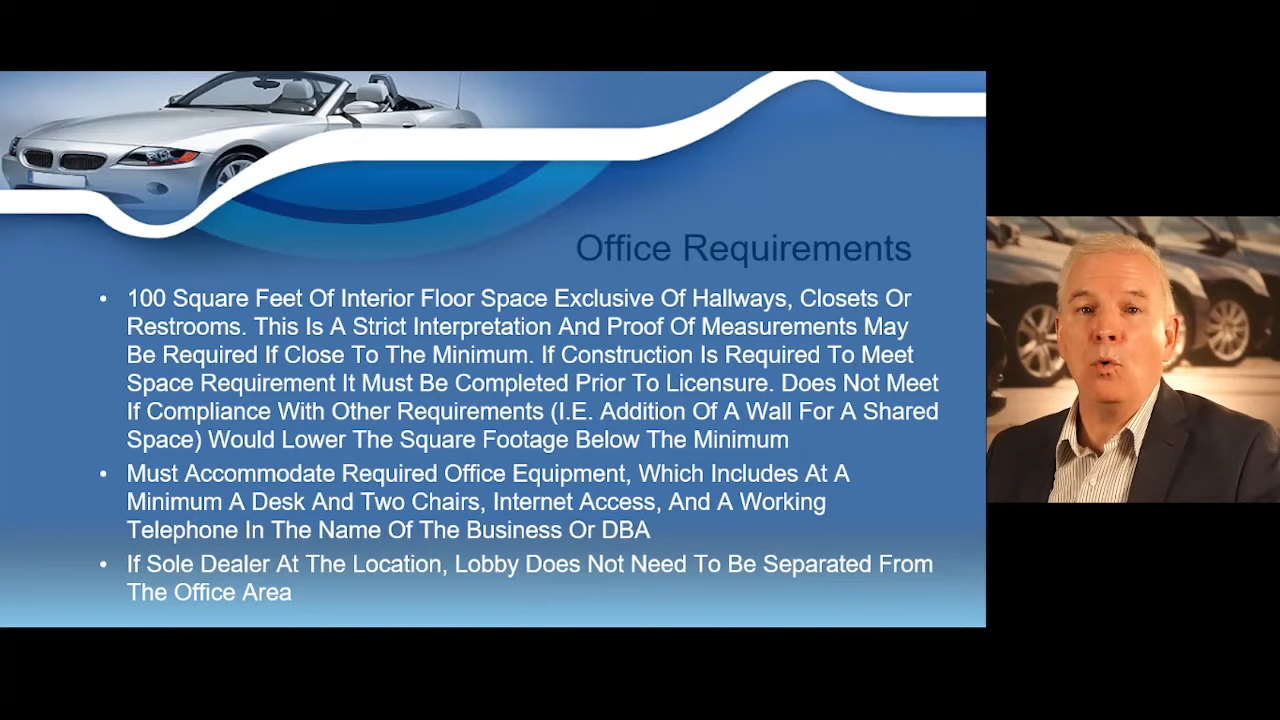 Office Requirements
• 100 Square Feet Of Interior Floor Space Exclusive Of Hallways, Closets Or
Restrooms. This Is A Strict Interpretation And Proof Of Measurements May
Be Required If Close To The Minimum. If Construction Is Required To Meet
Space Requirement It Must Be Completed Prior To Licensure. Does Not Meet
If Compliance With Other Requirements (I.E. Addition Of A Wall For A Shared
Space) Would Lower The Square Footage Below The Minimum
• Must Accommodate Required Office Equipment, Which Includes At A
Minimum A Desk And Two Chairs, Internet Access, And A Working
Telephone In The Name Of The Business Or DBA
• If Sole Dealer At The Location, Lobby Does Not Need To Be Separated From
The Office Area